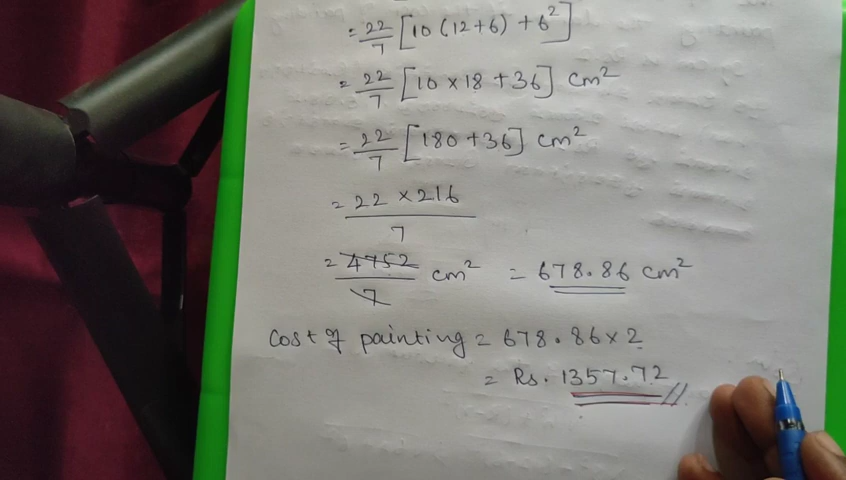 = 22/7 [10 (12+6) + 6²]
= 22/7 [10 × 18 + 36] cm²
= 22/7 [180 + 36] cm²
= 22 × 216 / 7
= 4752 / 7 cm² = 678.86 cm²
Cost of painting = 678.86 × 2
= Rs. 1357.72